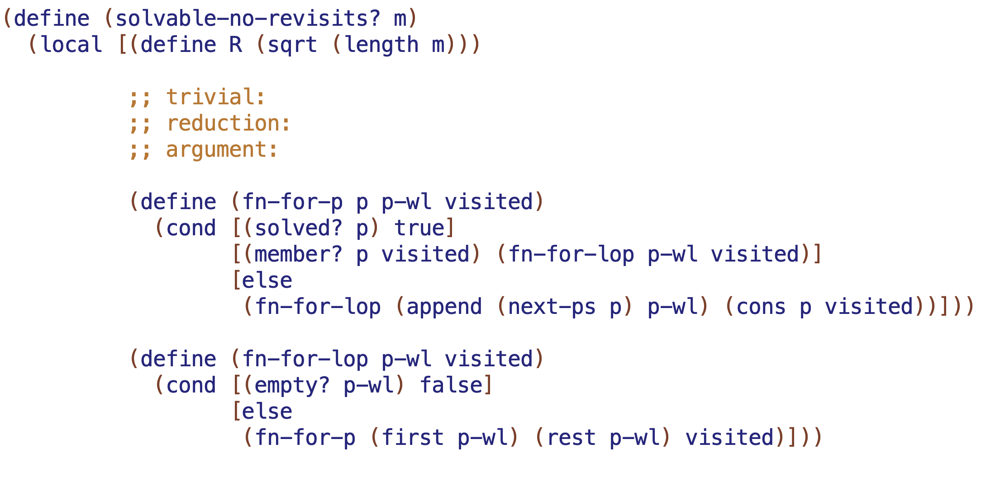 (define (solvable-no-revisits? m)
  (local [(define R (sqrt (length m)))

          ;; trivial:
          ;; reduction:
          ;; argument:

          (define (fn-for-p p p-wl visited)
            (cond [(solved? p) true]
                  [(member? p visited) (fn-for-lop p-wl visited)]
                  [else
                   (fn-for-lop (append (next-ps p) p-wl) (cons p visited))]))

          (define (fn-for-lop p-wl visited)
            (cond [(empty? p-wl) false]
                  [else
                   (fn-for-p (first p-wl) (rest p-wl) visited)]))